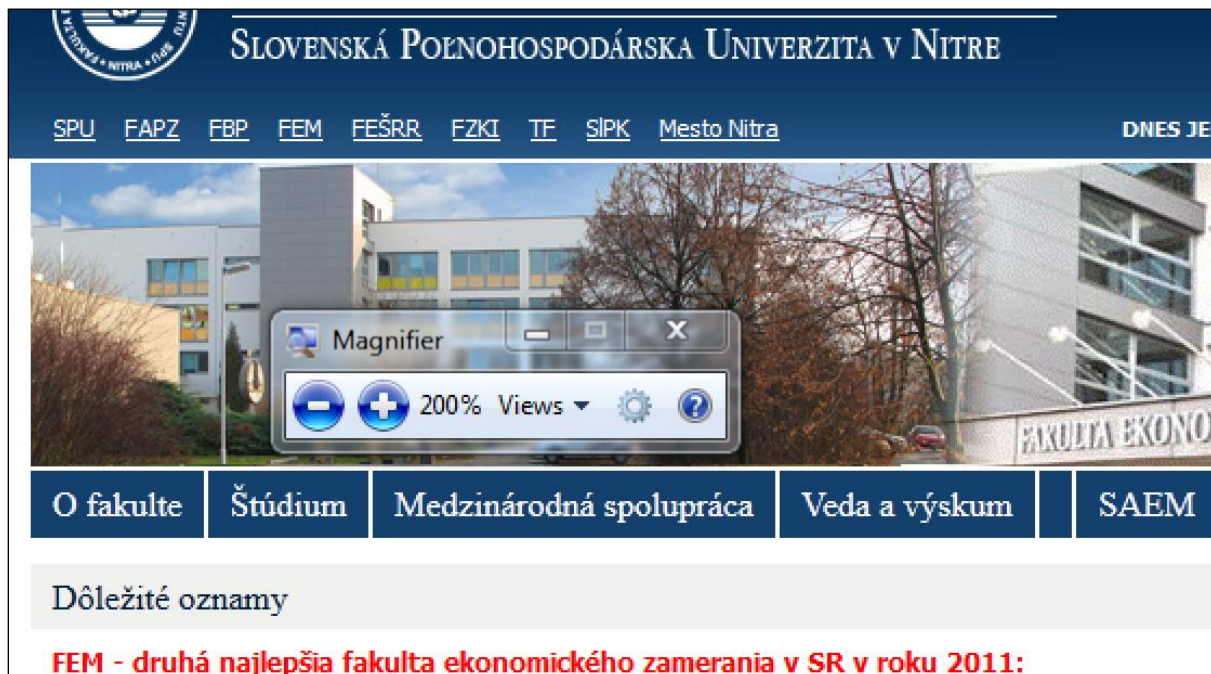 SLOVENSKÁ POĽNOHOSPODÁRSKA UNIVERZITA V NITRE
SPU FAPZ FBP FEM FEŠRR FZKI TF SlPK Mesto Nitra DNES JE
Magnifier
200% Views
FAKULTA EKONO
O fakulte Štúdium Medzinárodná spolupráca Veda a výskum SAEM
Dôležité oznamy
FEM - druhá najlepšia fakulta ekonomického zamerania v SR v roku 2011: